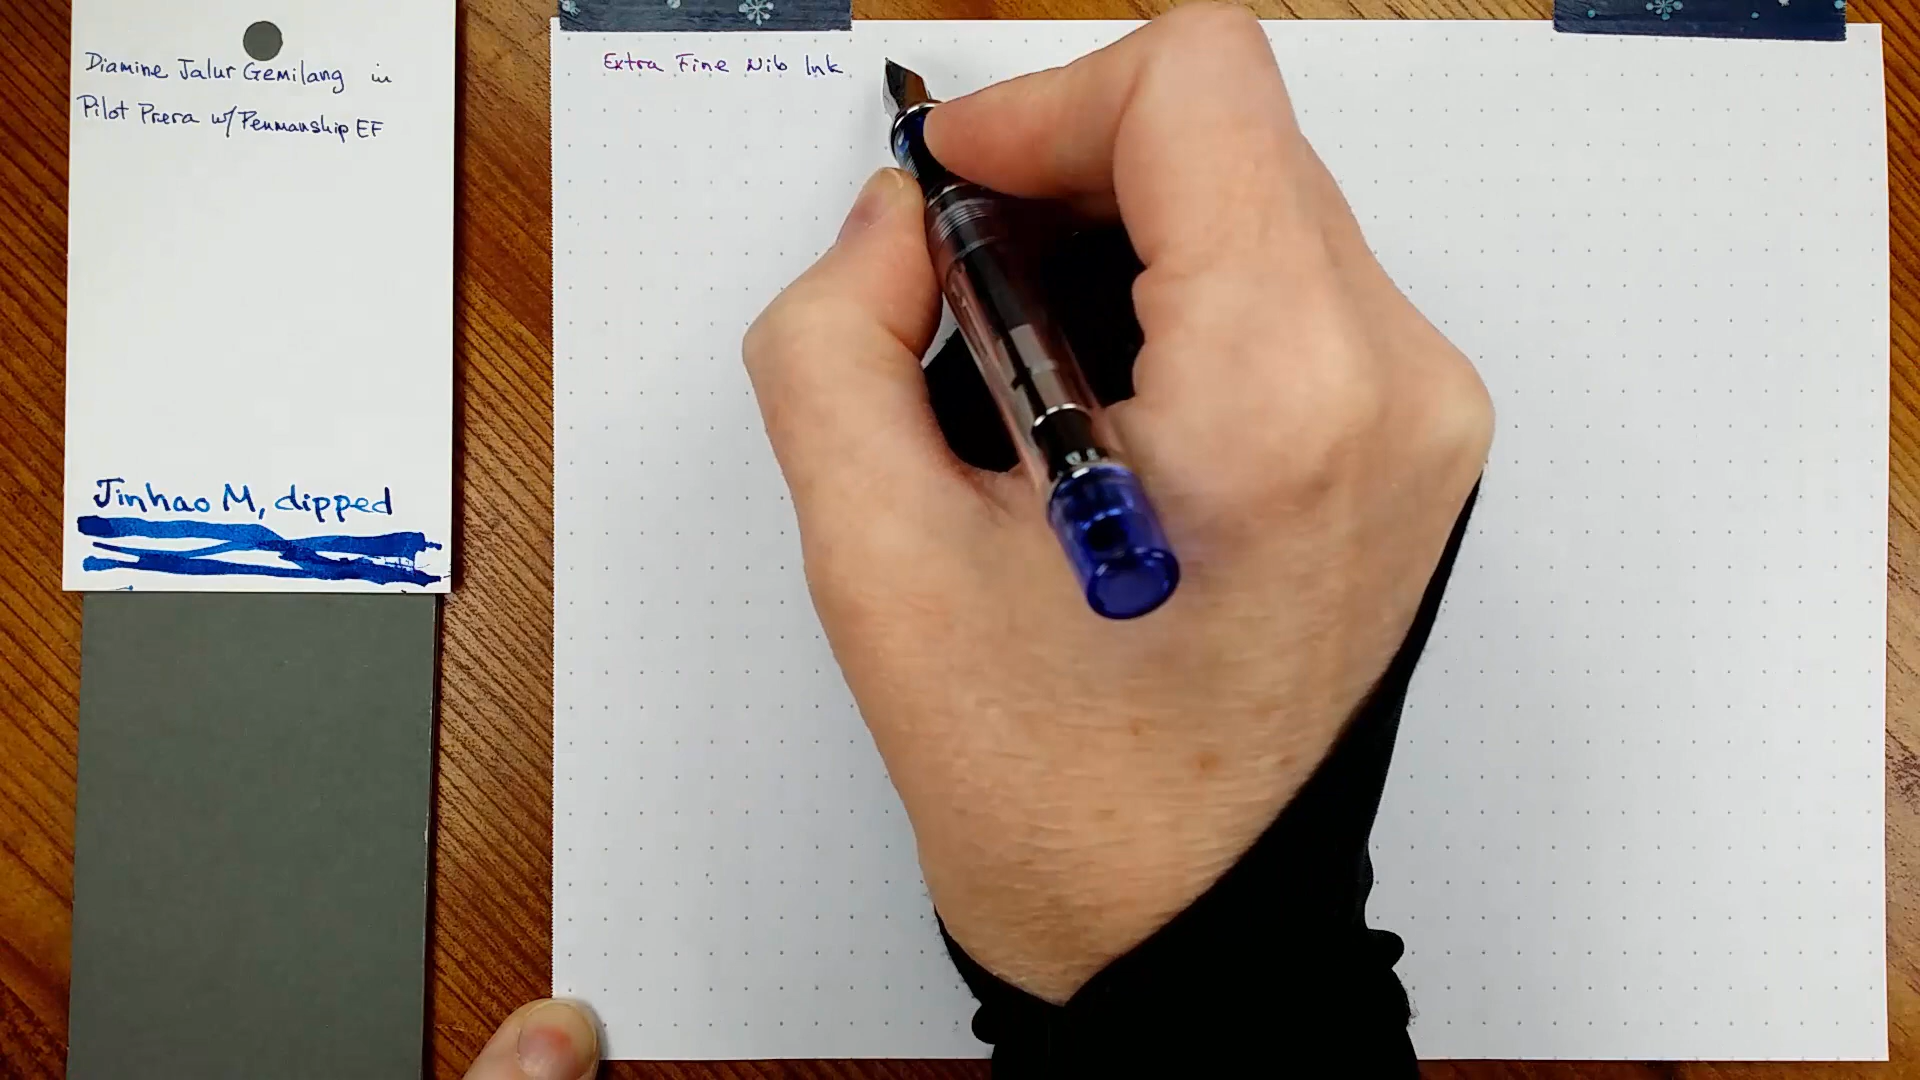 Diamine Jalur Gemilang in
Pilot Prera w/ Penmanship EF
Jinhao M, dipped
Extra Fine Nib Ink